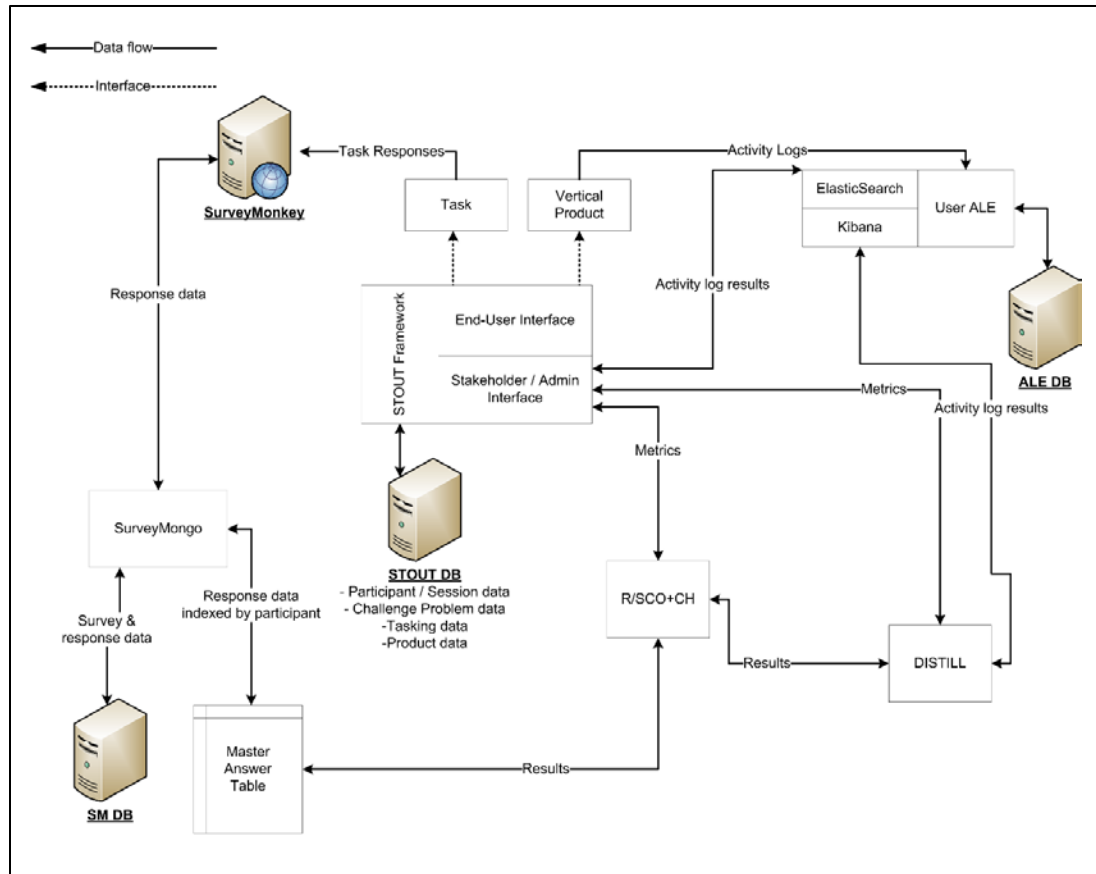 Data flow
Interface
SurveyMonkey
Task Responses
Task
Vertical
Product
Activity Logs
ElasticSearch
Kibana
User ALE
ALE DB
Response data
STOUT Framework
End-User Interface
Stakeholder / Admin
Interface
Activity log results
Metrics
Activity log results
Metrics
SurveyMongo
STOUT DB
- Participant / Session data
- Challenge Problem data
-Tasking data
-Product data
Response data
indexed by participant
Survey &
response data
SM DB
Master
Answer
Table
Results
R/SCO+CH
Results
DISTILL